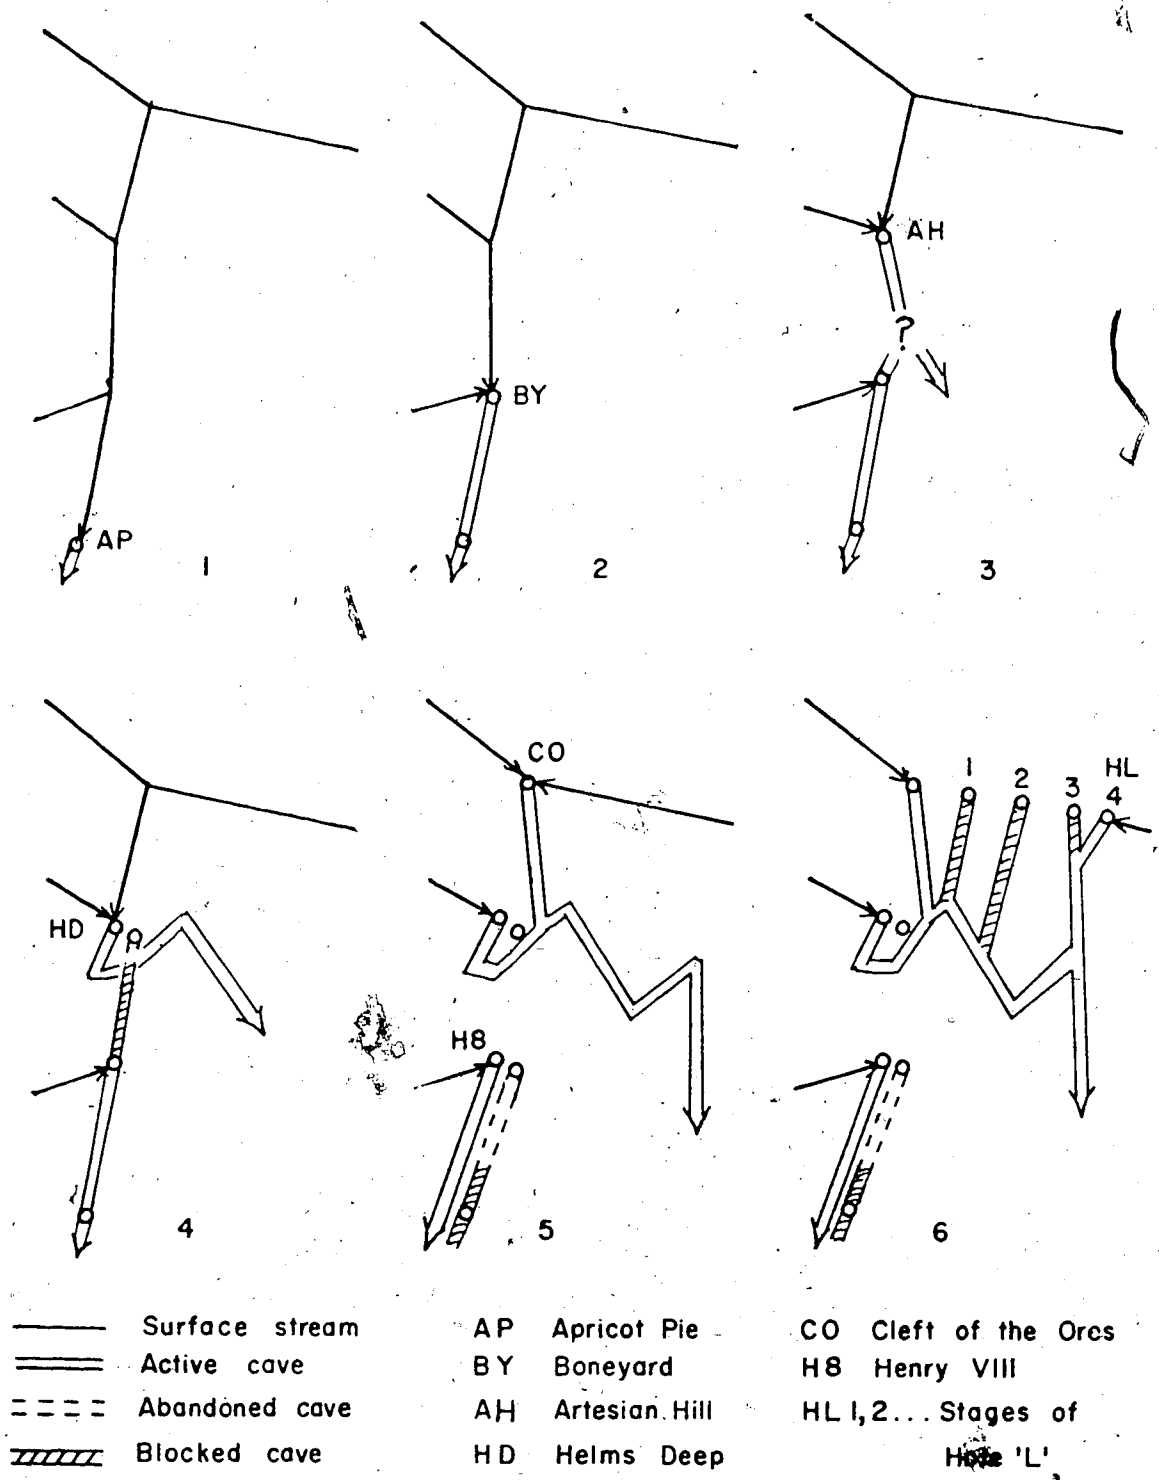 AH
?
BY
AP
1
2
3
CO
1
2
3
HL
4
HD
H8
4
5
6
Surface stream
Active cave
Abandoned cave
Blocked cave
AP Apricot Pie
BY Boneyard
AH Artesian Hill
HD Helms Deep
CO Cleft of the Orcs
H8 Henry VIII
HL 1,2... Stages of
Hole 'L'